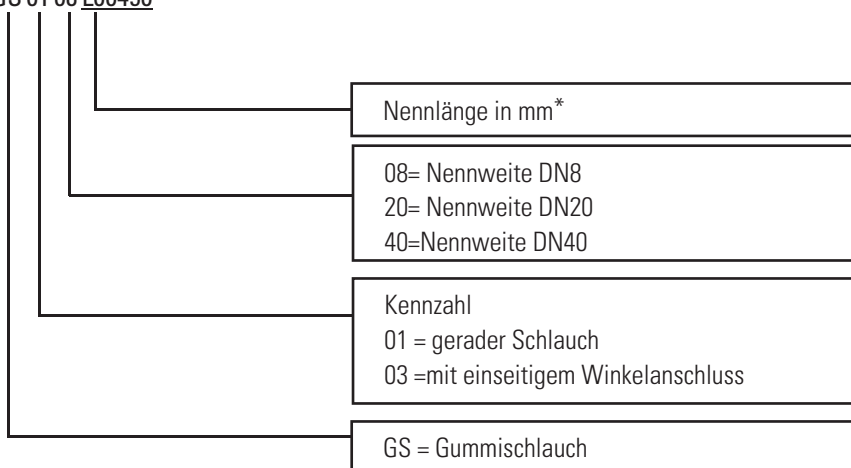 Nennlänge in mm*
08= Nennweite DN8
20= Nennweite DN20
40=Nennweite DN40
Kennzahl
01 = gerader Schlauch
03 =mit einseitigem Winkelanschluss
GS = Gummischlauch